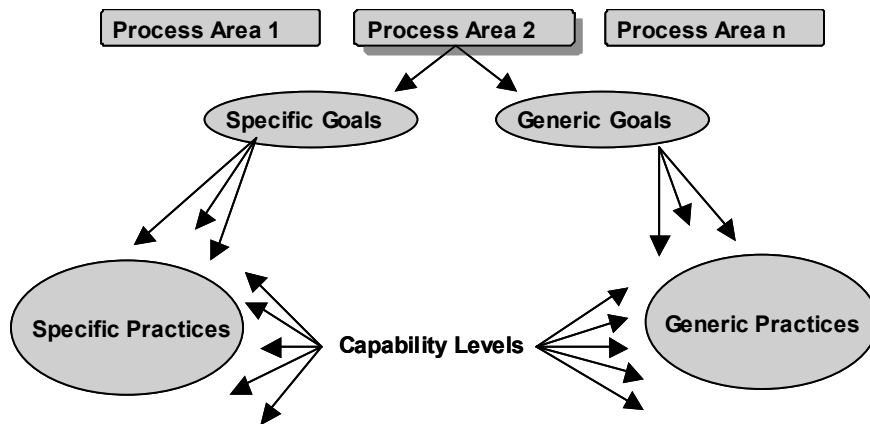 Process Area 1
Process Area 2
Process Area n
Specific Goals
Generic Goals
Specific Practices
Capability Levels
Generic Practices